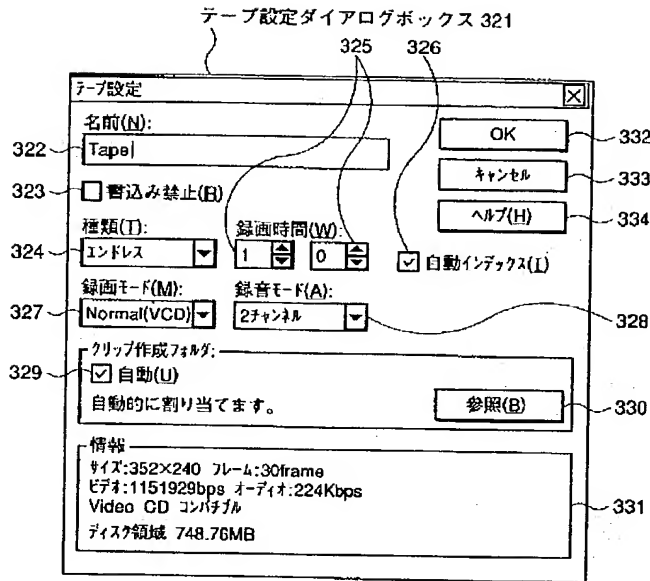 テープ設定ダイアログボックス 321
325
326
ﾃｰﾌﾟ設定
名前(N):
OK
332
322
Tape
ｷｬﾝｾﾙ
333
323
書込み禁止(R)
ﾍﾙﾌﾟ(H)
334
種類(T):
録画時間(W):
324
ｴﾝﾄﾞﾚｽ
1
0
自動ｲﾝﾃﾞｯｸｽ(I)
録画ﾓｰﾄﾞ(M):
録音ﾓｰﾄﾞ(A):
327
Normal(VCD)
2ﾁｬﾝﾈﾙ
328
ｸﾘｯﾌﾟ作成ﾌｫﾙﾀﾞ:
329
自動(U)
自動的に割り当てます。
参照(B)
330
情報
ｻｲｽﾞ:352×240 ﾌﾚｰﾑ:30frame
ﾋﾞﾃﾞｵ:1151929bps ｵｰﾃﾞｨｵ:224Kbps
Video CD ｺﾝﾊﾟﾁﾌﾞﾙ
331
ﾃﾞｨｽｸ領域 748.76MB